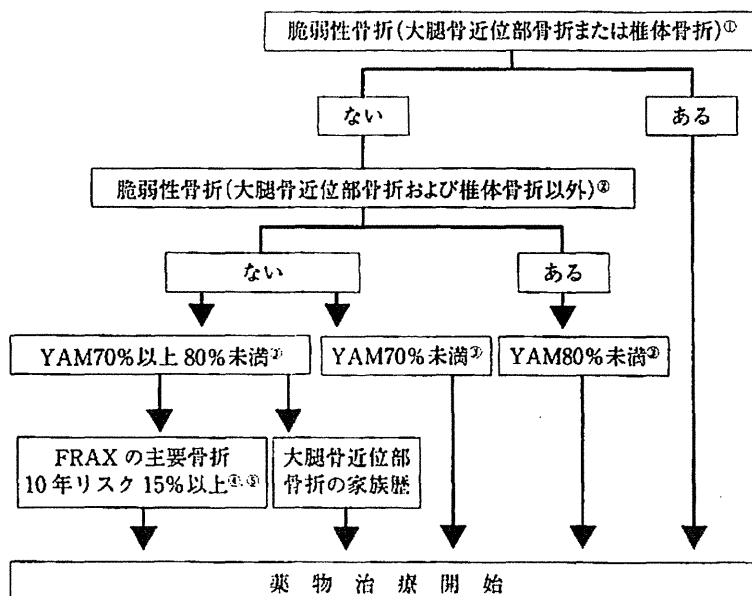 脆弱性骨折(大腿骨近位部骨折または椎体骨折)①
ない
ある
脆弱性骨折(大腿骨近位部骨折および椎体骨折以外)②
ない
ある
YAM70%以上80%未満③
YAM70%未満③
YAM80%未満③
FRAXの主要骨折
10年リスク15%以上④,⑤
大腿骨近位部
骨折の家族歴
薬物治療開始